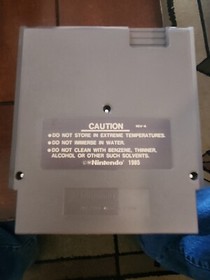 CAUTION
•DO NOT STORE IN EXTREME TEMPERATURES.
•DO NOT IMMERSE IN WATER.
•DO NOT CLEAN WITH BENZENE, THINNER,
ALCOHOL OR OTHER SUCH SOLVENTS.
©Nintendo 1985